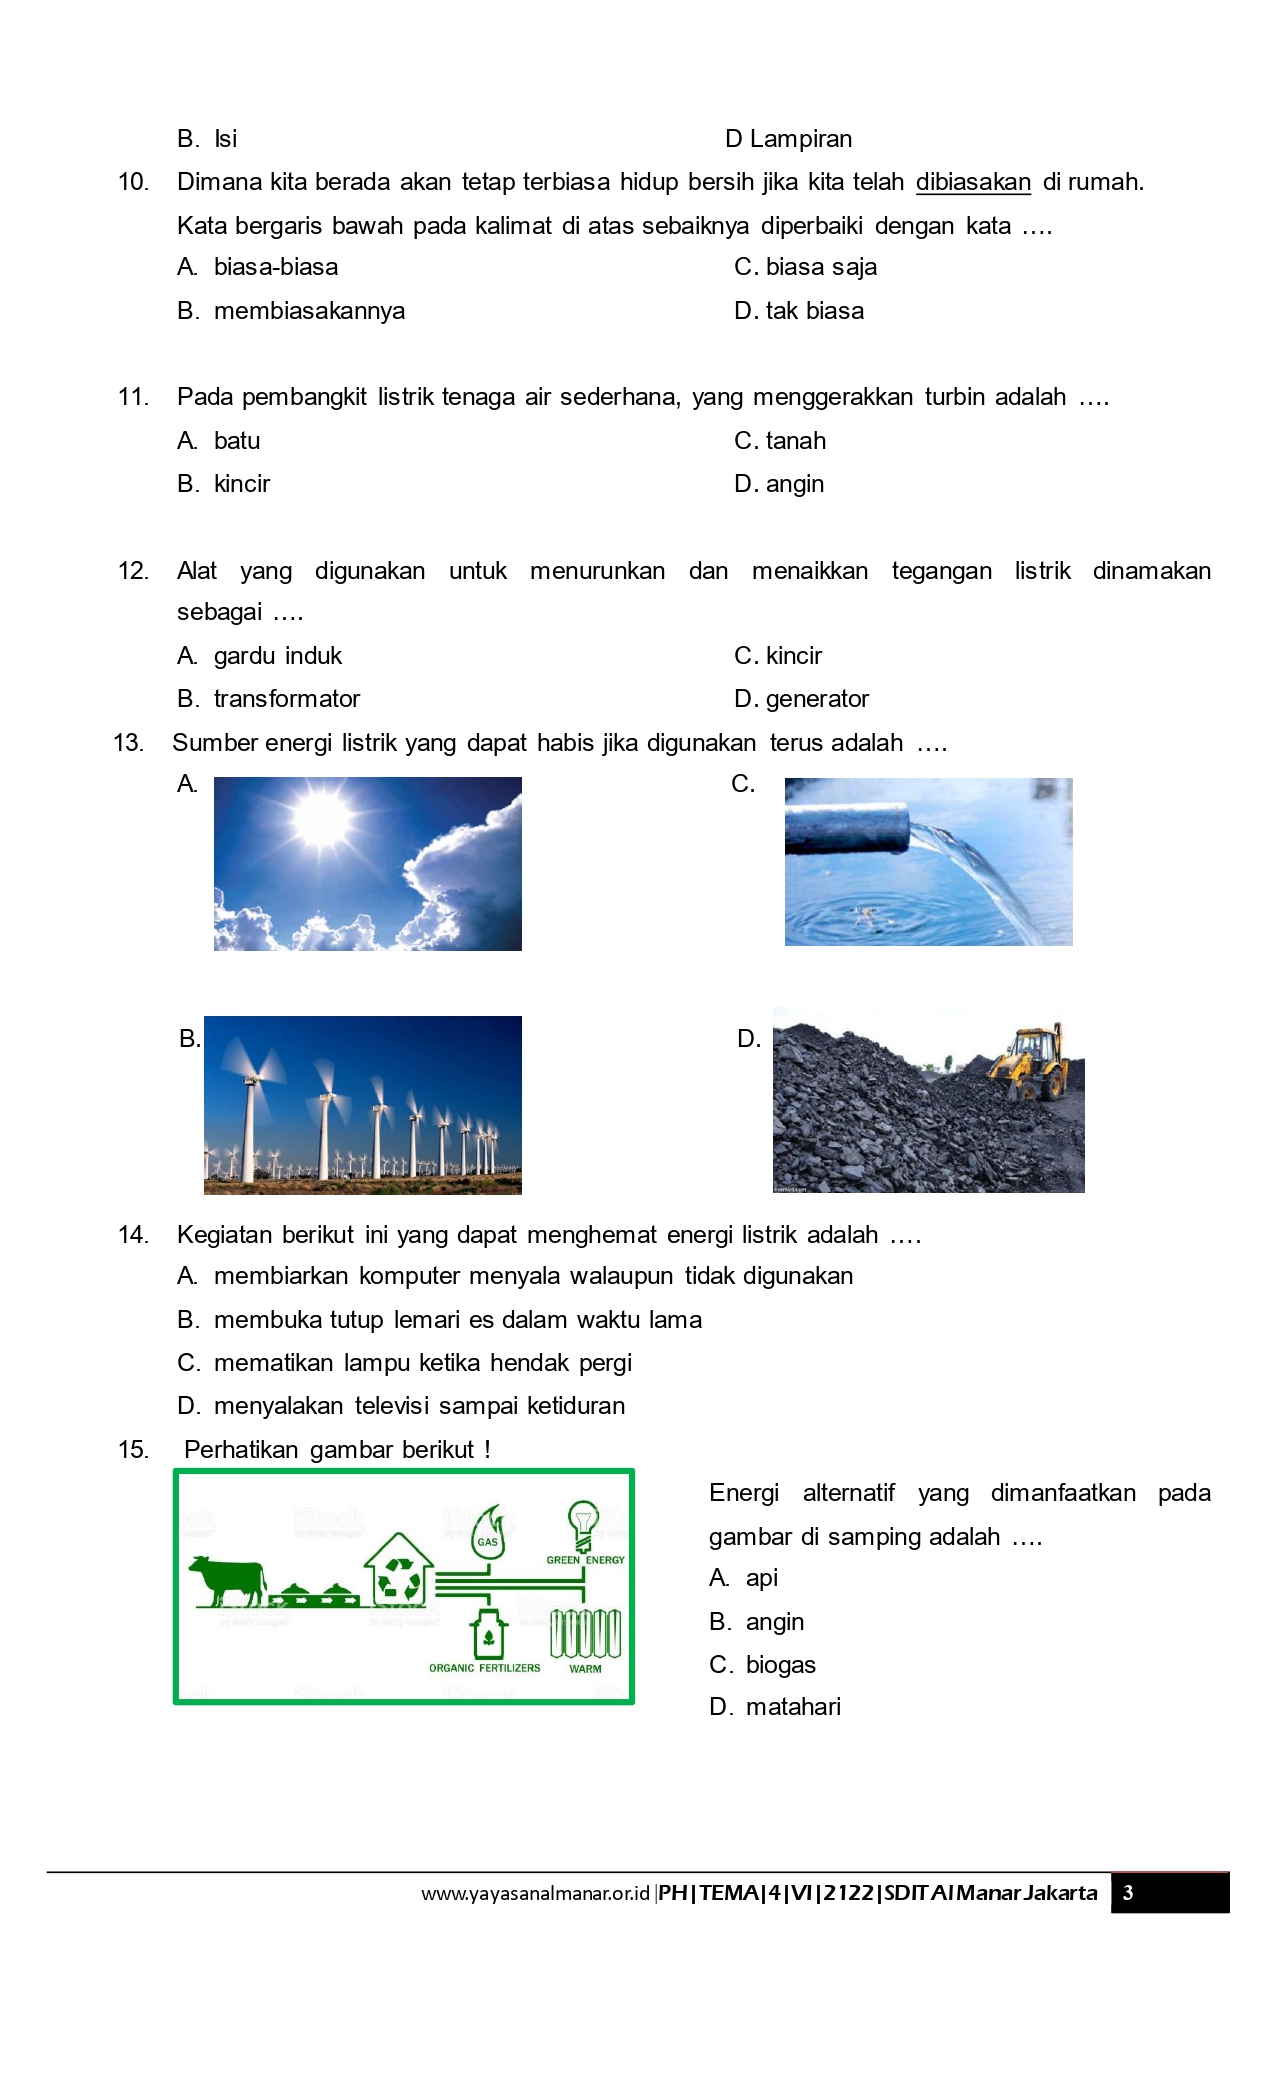 B. Isi D Lampiran
10. Dimana kita berada akan tetap terbiasa hidup bersih jika kita telah dibiasakan di rumah.
Kata bergaris bawah pada kalimat di atas sebaiknya diperbaiki dengan kata ….
A. biasa-biasa C. biasa saja
B. membiasakannya D. tak biasa
11. Pada pembangkit listrik tenaga air sederhana, yang menggerakkan turbin adalah ….
A. batu C. tanah
B. kincir D. angin
12. Alat yang digunakan untuk menurunkan dan menaikkan tegangan listrik dinamakan
sebagai ….
A. gardu induk C. kincir
B. transformator D. generator
13. Sumber energi listrik yang dapat habis jika digunakan terus adalah ….
A. C.
B. D.
14. Kegiatan berikut ini yang dapat menghemat energi listrik adalah ….
A. membiarkan komputer menyala walaupun tidak digunakan
B. membuka tutup lemari es dalam waktu lama
C. mematikan lampu ketika hendak pergi
D. menyalakan televisi sampai ketiduran
15. Perhatikan gambar berikut !
GAS
GREEN ENERGY
ORGANIC FERTILIZERS WARM
Energi alternatif yang dimanfaatkan pada
gambar di samping adalah ….
A. api
B. angin
C. biogas
D. matahari
www.yayasanalmanar.or.id |PH|TEMA|4|VI|2122|SDIT Al Manar Jakarta 3